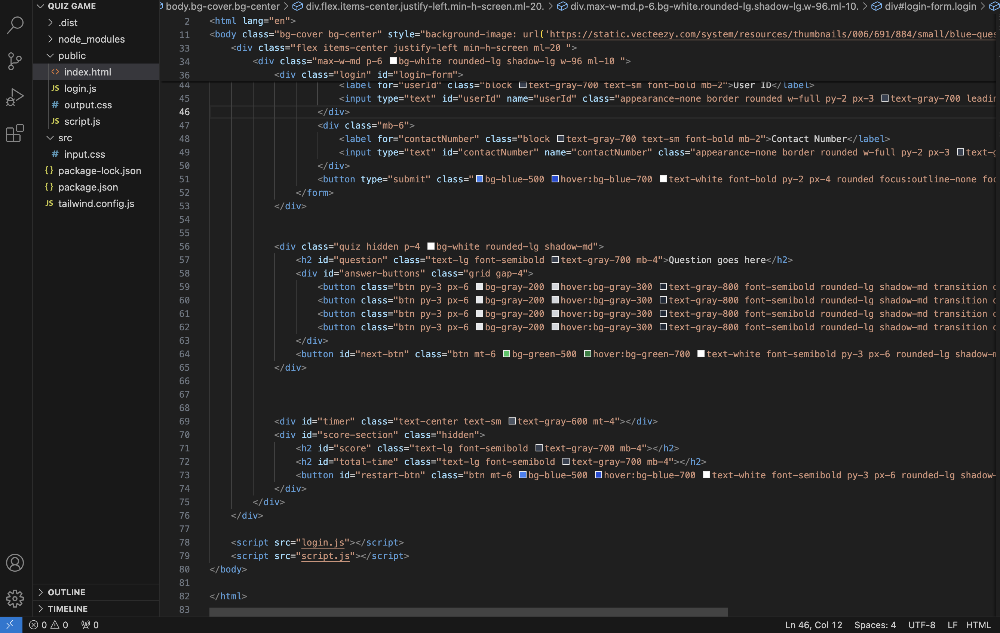 QUIZ GAME
.dist
node_modules
public
<> index.html
JS login.js
# output.css
JS script.js
src
# input.css
{} package-lock.json
{} package.json
JS tailwind.config.js
OUTLINE
TIMELINE
body.bg-cover.bg-center > div.flex.items-center.justify-left.min-h-screen.ml-20. > div.max-w-md.p-6.bg-white.rounded-lg.shadow-lg.w-96.ml-10. > div#login-form.login >
2 <html lang="en">
11 <body class="bg-cover bg-center" style="background-image: url('https://static.vecteezy.com/system/resources/thumbnails/006/691/884/small/blue-ques
33 <div class="flex items-center justify-left min-h-screen ml-20 ">
34 <div class="max-w-md p-6 bg-white rounded-lg shadow-lg w-96 ml-10 ">
36 <div class="login" id="login-form">
44 <label for="userId" class="block text-gray-700 text-sm font-bold mb-2">User ID</label>
45 <input type="text" id="userId" name="userId" class="appearance-none border rounded w-full py-2 px-3 text-gray-700 leadin
46 </div>
47 <div class="mb-6">
48 <label for="contactNumber" class="block text-gray-700 text-sm font-bold mb-2">Contact Number</label>
49 <input type="text" id="contactNumber" name="contactNumber" class="appearance-none border rounded w-full py-2 px-3 text-g
50 </div>
51 <button type="submit" class="bg-blue-500 hover:bg-blue-700 text-white font-bold py-2 px-4 rounded focus:outline-none foc
52 </form>
53 </div>
54
55
56 <div class="quiz hidden p-4 bg-white rounded-lg shadow-md">
57 <h2 id="question" class="text-lg font-semibold text-gray-700 mb-4">Question goes here</h2>
58 <div id="answer-buttons" class="grid gap-4">
59 <button class="btn py-3 px-6 bg-gray-200 hover:bg-gray-300 text-gray-800 font-semibold rounded-lg shadow-md transition
60 <button class="btn py-3 px-6 bg-gray-200 hover:bg-gray-300 text-gray-800 font-semibold rounded-lg shadow-md transition
61 <button class="btn py-3 px-6 bg-gray-200 hover:bg-gray-300 text-gray-800 font-semibold rounded-lg shadow-md transition
62 <button class="btn py-3 px-6 bg-gray-200 hover:bg-gray-300 text-gray-800 font-semibold rounded-lg shadow-md transition
63 </div>
64 <button id="next-btn" class="btn mt-6 bg-green-500 hover:bg-green-700 text-white font-semibold py-3 px-6 rounded-lg shadow-m
65 </div>
66
67
68
69 <div id="timer" class="text-center text-sm text-gray-600 mt-4"></div>
70 <div id="score-section" class="hidden">
71 <h2 id="score" class="text-lg font-semibold text-gray-700 mb-4"></h2>
72 <h2 id="total-time" class="text-lg font-semibold text-gray-700 mb-4"></h2>
73 <button id="restart-btn" class="btn mt-6 bg-blue-500 hover:bg-blue-700 text-white font-semibold py-3 px-6 rounded-lg shadow-
74 </div>
75 </div>
76 </div>
77
78 <script src="login.js"></script>
79 <script src="script.js"></script>
80 </body>
81
82 </html>
83
0 0 0 Ln 46, Col 12 Spaces: 4 UTF-8 LF HTML